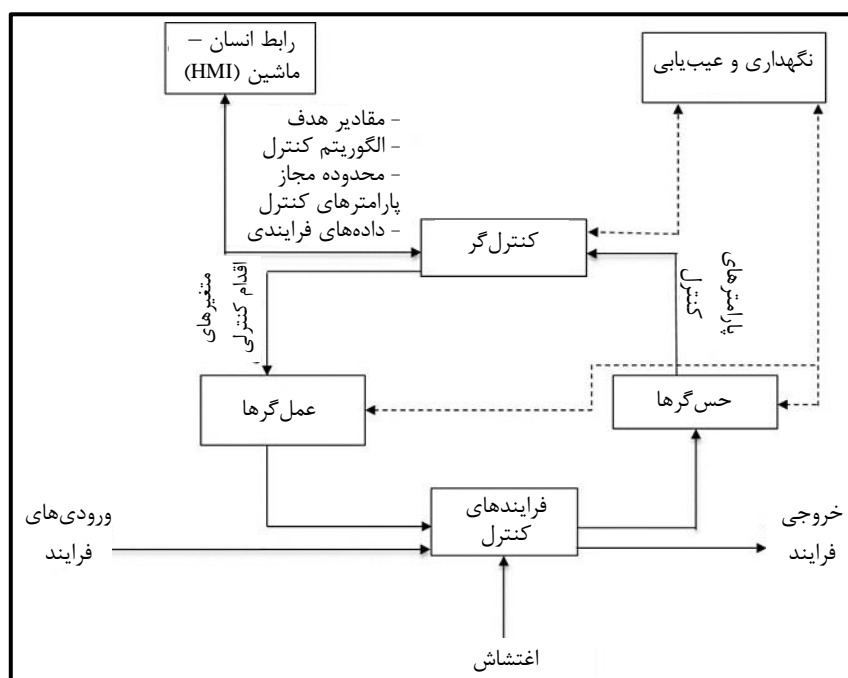 رابط انسان –
ماشین (HMI)
نگهداری و عیب‌یابی
- مقادیر هدف
- الگوریتم کنترل
- محدوده مجاز
پارامترهای کنترل
- داده‌های فرایندی
کنترل‌گر
متغیرهای
اقدام کنترلی
پارامترهای
کنترل
عمل‌گرها
حس‌گرها
ورودی‌های
فرایند
فرایندهای
کنترل
خروجی
فرایند
اغتشاش